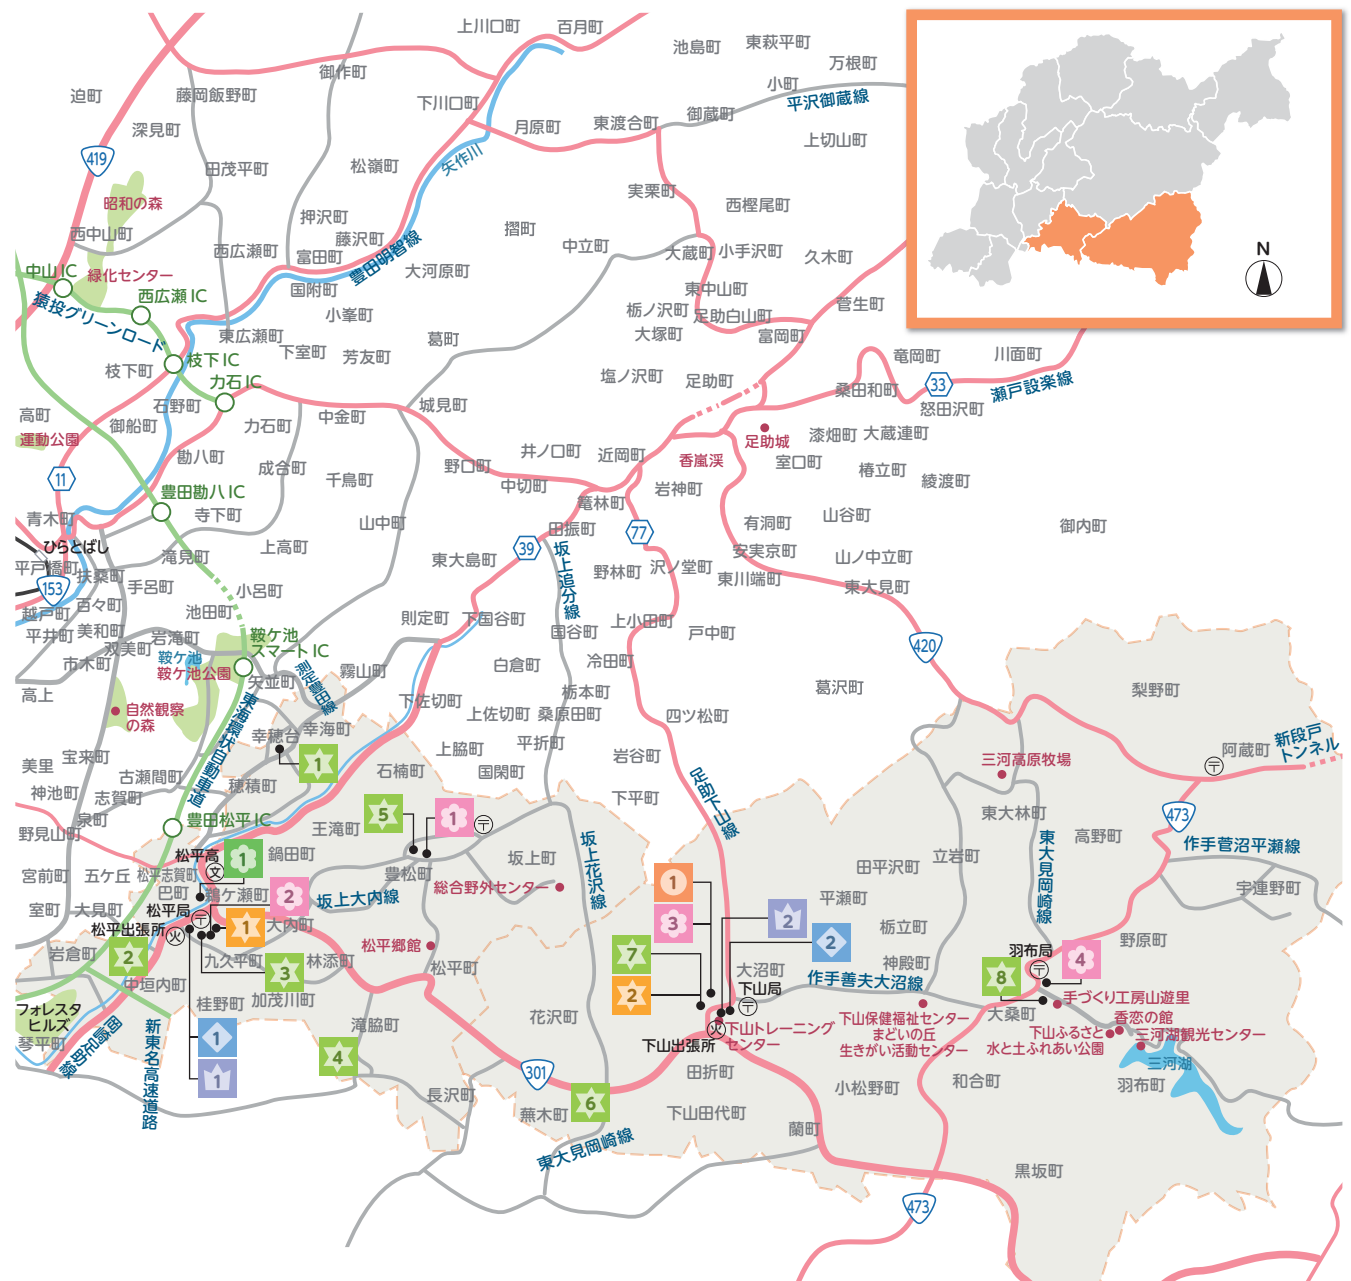 上川口町
百月町
池島町
東萩平町
万根町
御作町
小町
平沢御蔵線
迫町
藤岡飯野町
下川口町
月原町
東渡合町
御蔵町
深見町
上切山町
419
田茂平町
松嶺町
矢作川
昭和の森
実栗町
西樫尾町
押沢町
藤沢町
摺町
西中山町
西広瀬町
富田町
豊田明智線
中立町
大蔵町
小手沢町
久木町
N
中山IC
緑化センター
大河原町
西広瀬IC
国附町
東中山町
猿投グリーンロード
小峯町
栃ノ沢町
足助白山町
菅生町
東広瀬町
下室町
芳友町
葛町
大塚町
富岡町
枝下町
枝下IC
力石IC
塩ノ沢町
足助町
竜岡町
川面町
桑田和町
33
瀬戸設楽線
石野町
城見町
怒田沢町
高町
御船町
力石町
中金町
運動公園
足助城
漆畑町
大蔵連町
勘八町
成合町
千鳥町
野口町
井ノ口町
近岡町
香嵐渓
室口町
椿立町
綾渡町
11
豊田勘八IC
中切町
岩神町
竜林町
青木町
寺下町
山中町
田振町
77
有洞町
山谷町
御内町
ひらとばし
39
坂上追分線
平戸橋町
扶桑町
滝見町
上高町
東大島町
野林町
沢ノ堂町
安実京町
山ノ中立町
東川端町
東大見町
153
手呂町
小呂町
越戸町
百々町
池田町
則定町
下国谷町
国谷町
上小田町
戸中町
平井町
美和町
双美町
岩滝町
鞍ケ池
スマートIC
420
市木町
鞍ケ池
鞍ケ池公園
矢並町
霧山町
白倉町
冷田町
則定豊田線
高上
自然観察
の森
東海環状自動車道
下佐切町
栃本町
葛沢町
梨野町
上佐切町
桑原田町
四ツ松町
幸穂台
幸海町
美里
宝来町
上脇町
平折町
岩谷町
阿蔵町
新段戸
トンネル
古瀬間町
穂積町
1
石楠町
国閑町
三河高原牧場
神池町
志賀町
下平町
足助下山線
泉町
豊田松平IC
王滝町
5
1
東大林町
473
野見山町
高野町
松平高
1
鍋田町
坂上町
坂上花沢線
立岩町
東大見岡崎線
作手菅沼平瀬線
宮前町
五ケ丘
松平志賀町
豊松町
総合野外センター
1
田平沢町
宇連野町
巴町
鵜ケ瀬町
2
坂上大内線
平瀬町
室町
大見町
松平局
3
2
松平出張所
1
大内町
栃立町
岩倉町
2
九久平町
3
林添町
松平郷館
7
2
野原町
羽布局
4
松平町
神殿町
大沼町
中垣内町
2
下山局
作手善夫大沼線
8
桂野町
加茂川町
花沢町
手づくり工房山遊里
フォレスタ
ヒルズ
滝脇町
下山トレーニング
センター
大桑町
香恋の館
下山出張所
下山保健福祉センター
まどいの丘
生きがい活動センター
下山ふるさと
水と土ふれあい公園
三河湖観光センター
琴平町
岡崎足助線
新東名高速道路
1
4
三河湖
301
田折町
小松野町
和合町
羽布町
1
長沢町
蕪木町
6
下山田代町
蘭町
東大見岡崎線
黒坂町
473